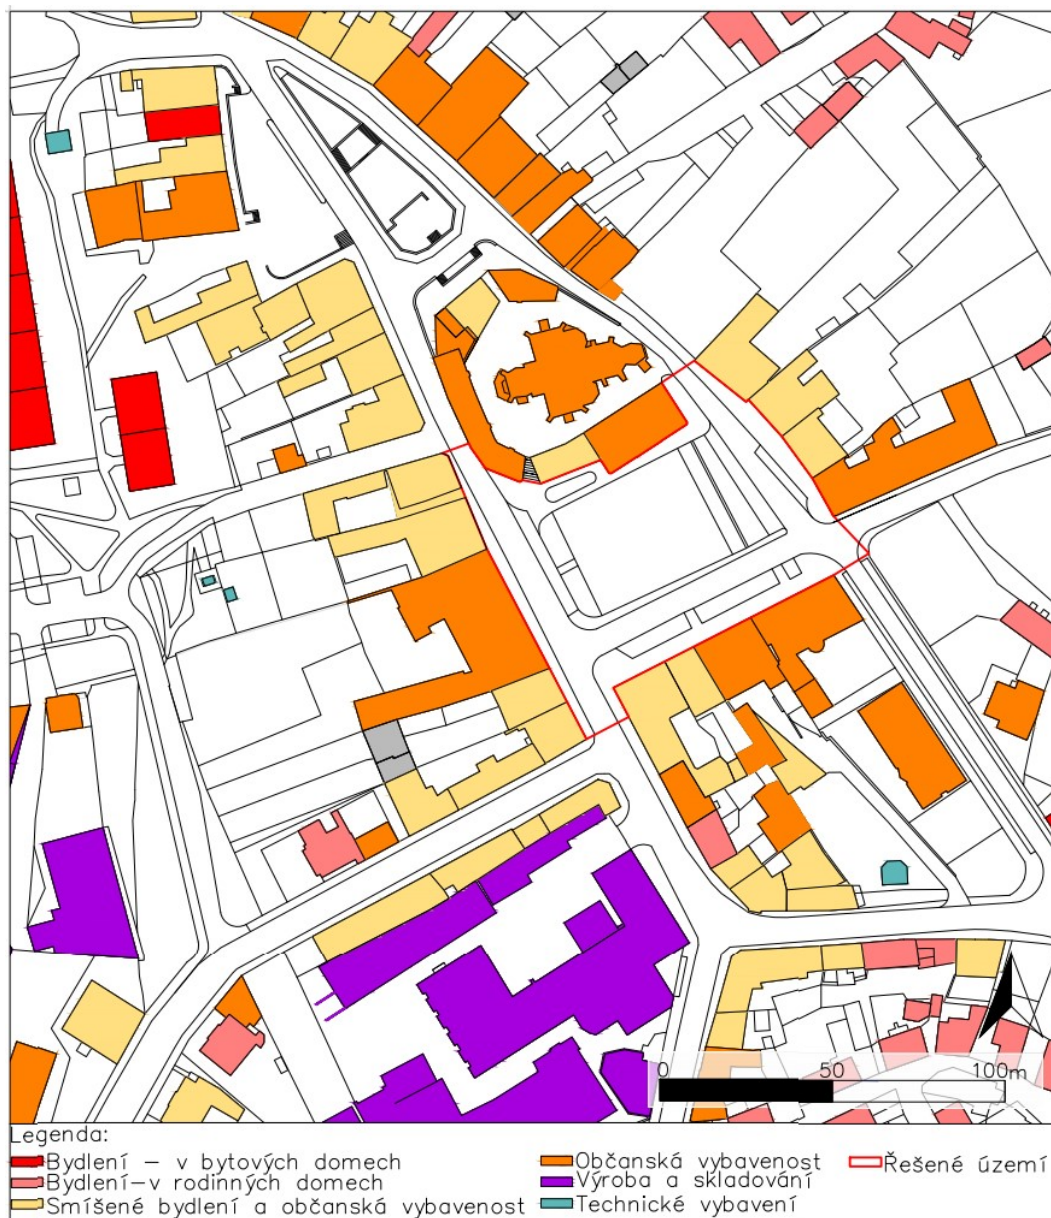 0 50 100m
Legenda:
Bydlení – v bytových domech
Bydlení–v rodinných domech
Smíšené bydlení a občanská vybavenost
Občanská vybavenost
Výroba a skladování
Technické vybavení
Řešené území